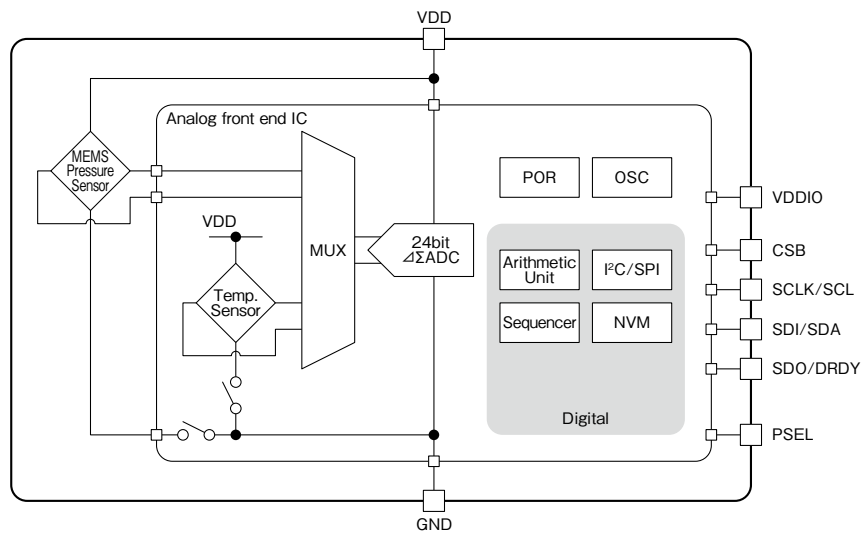 VDD
Analog front end IC
MEMS
Pressure
Sensor
VDD
Temp.
Sensor
MUX
24bit
⊿ΣADC
POR
OSC
Arithmetic
Unit
I²C/SPI
Sequencer
NVM
Digital
VDDIO
CSB
SCLK/SCL
SDI/SDA
SDO/DRDY
PSEL
GND